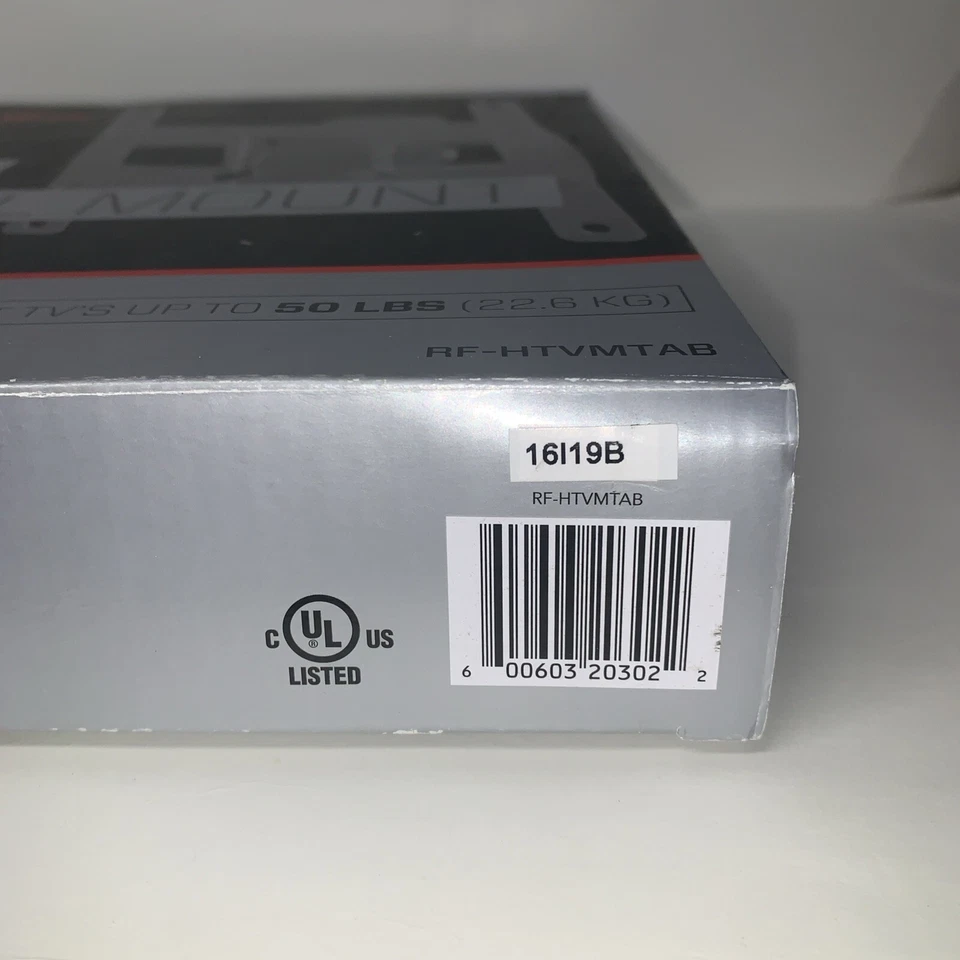 MOUNT
TV'S UP TO 50 LBS (22.6 KG)
RF-HTVMTAB
16I19B
RF-HTVMTAB
C UL ® US
LISTED
6 00603 20302 2